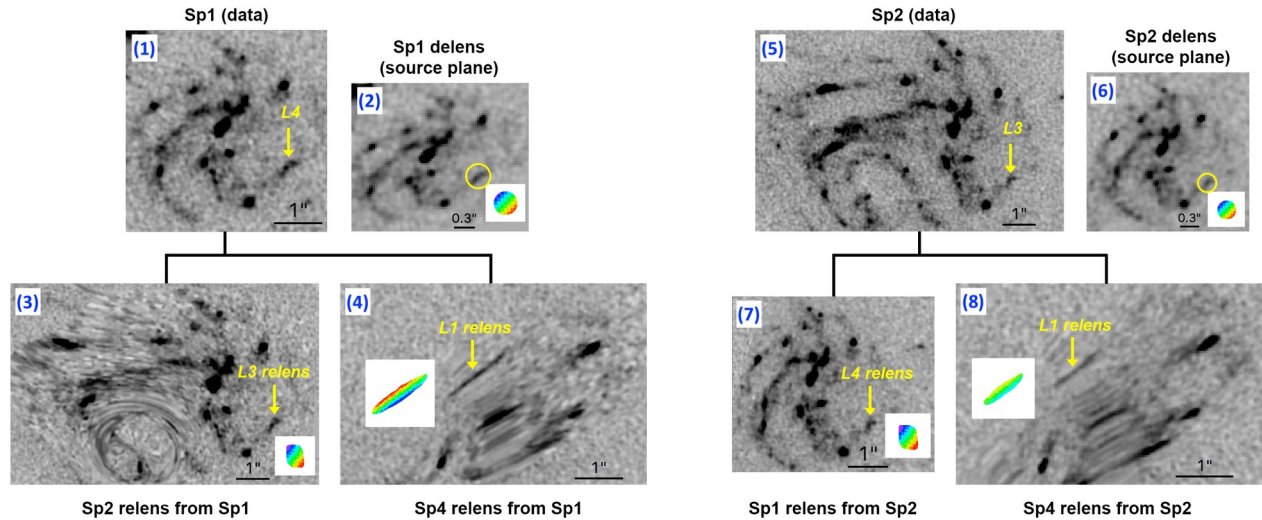 Sp1 (data)
(1)
L4
1"
Sp1 delens
(source plane)
(2)
0.3"
(3)
L3 relens
1"
Sp2 relens from Sp1
(4)
L1 relens
1"
Sp4 relens from Sp1
Sp2 (data)
(5)
L3
1"
Sp2 delens
(source plane)
(6)
0.3"
(7)
L4 relens
1"
Sp1 relens from Sp2
(8)
L1 relens
1"
Sp4 relens from Sp2